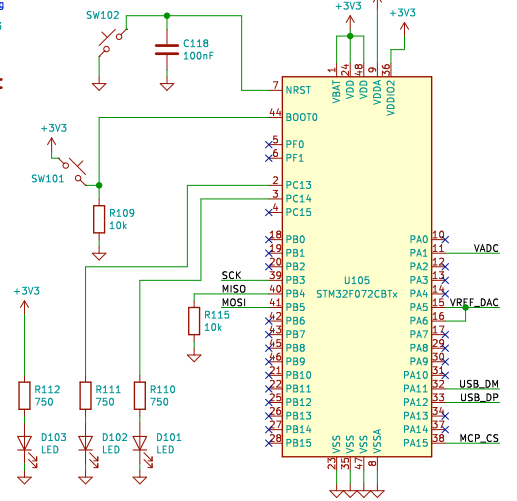 SW102
C118
100nF
+3V3
+3V3
7 NRST
44 BOOT0
5 PF0
6 PF1
2 PC13
3 PC14
4 PC15
18 PB0
19 PB1
20 PB2
SCK 39 PB3
MISO 40 PB4
MOSI 41 PB5
42 PB6
43 PB7
45 PB8
46 PB9
21 PB10
22 PB11
25 PB12
26 PB13
27 PB14
28 PB15
1 VBAT
24 VDD
48 VDD
9 VDDA
36 VDDIO2
U105
STM32F072CBTx
PA0 10
PA1 11 VADC
PA2 12
PA3 13
PA4 14
PA5 15 VREF_DAC
PA6 16
PA7 17
PA8 29
PA9 30
PA10 31
PA11 32 USB_DM
PA12 33 USB_DP
PA13 34
PA14 37
PA15 38 MCP_CS
23 VSS
35 VSS
47 VSS
8 VSSA
+3V3
SW101
R109
10k
R115
10k
+3V3
R112
750
R111
750
R110
750
D103
LED
D102
LED
D101
LED